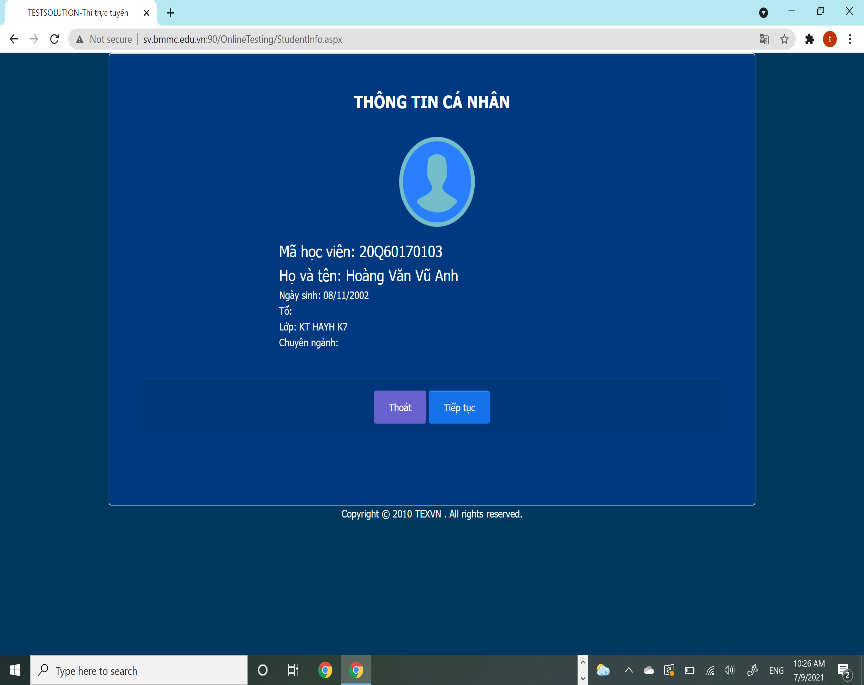 TESTSOLUTION-Thi trực tuyến
Not secure | sv.bmmc.edu.vn:90/OnlineTesting/StudentInfo.aspx
t
THÔNG TIN CÁ NHÂN
Mã học viên: 20Q60170103
Họ và tên: Hoàng Văn Vũ Anh
Ngày sinh: 08/11/2002
Tổ:
Lớp: KT HAYH K7
Chuyên ngành:
Thoát
Tiếp tục
Copyright © 2010 TEXVN . All rights reserved.
Type here to search
ENG
10:26 AM
7/9/2021
2